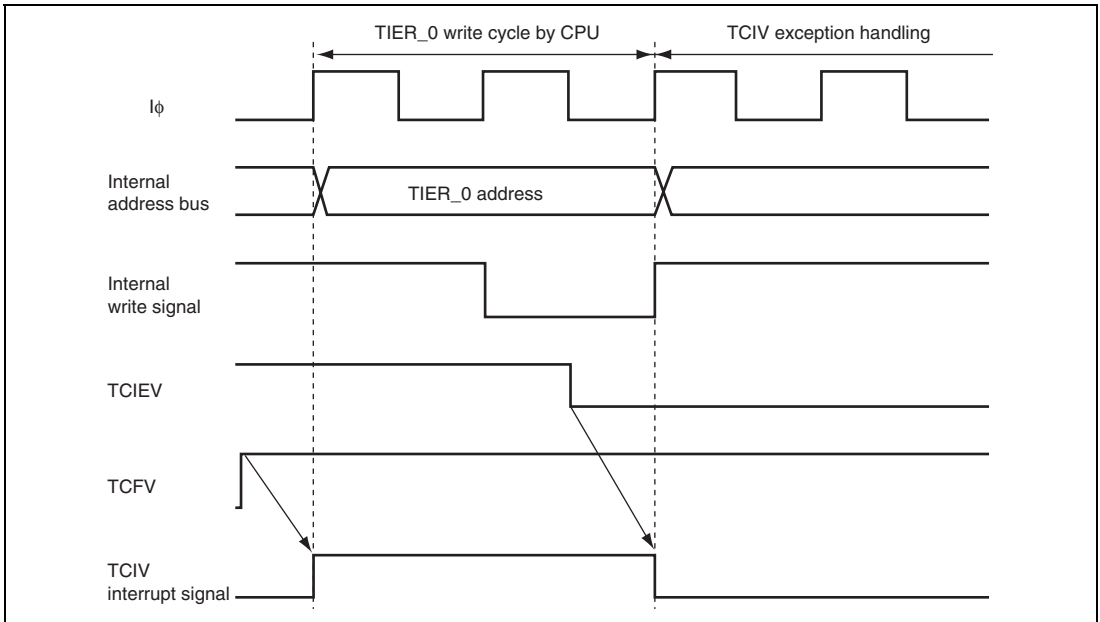 TIER_0 write cycle by CPU
TCIV exception handling
Iϕ
Internal
address bus
TIER_0 address
Internal
write signal
TCIEV
TCFV
TCIV
interrupt signal